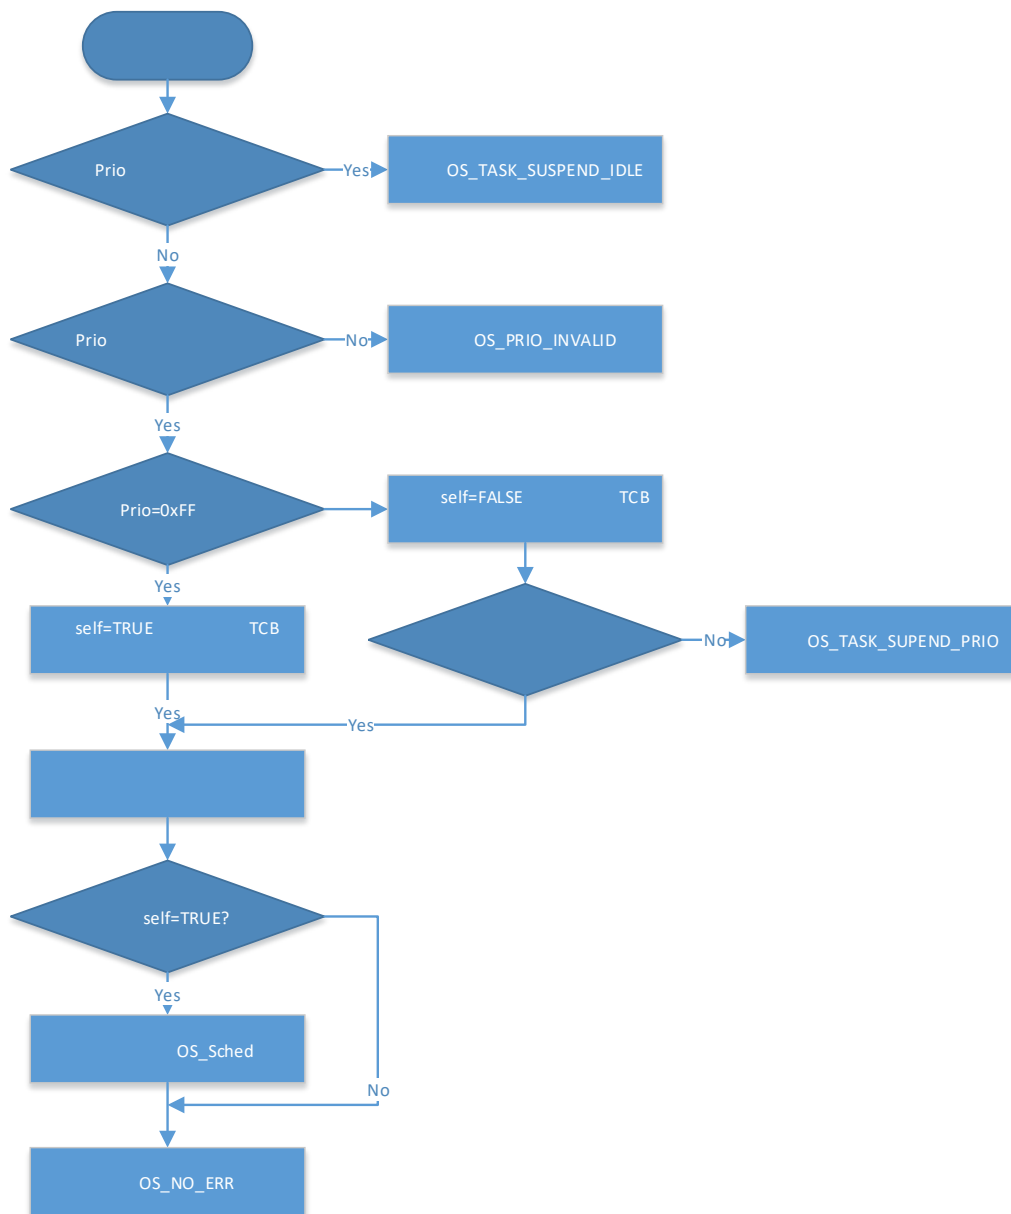 Prio
Yes
OS_TASK_SUSPEND_IDLE
No
Prio
No
OS_PRIO_INVALID
Yes
Prio=0xFF
self=FALSE TCB
Yes
self=TRUE TCB
No
OS_TASK_SUPEND_PRIO
Yes
Yes
self=TRUE?
Yes
OS_Sched
No
OS_NO_ERR